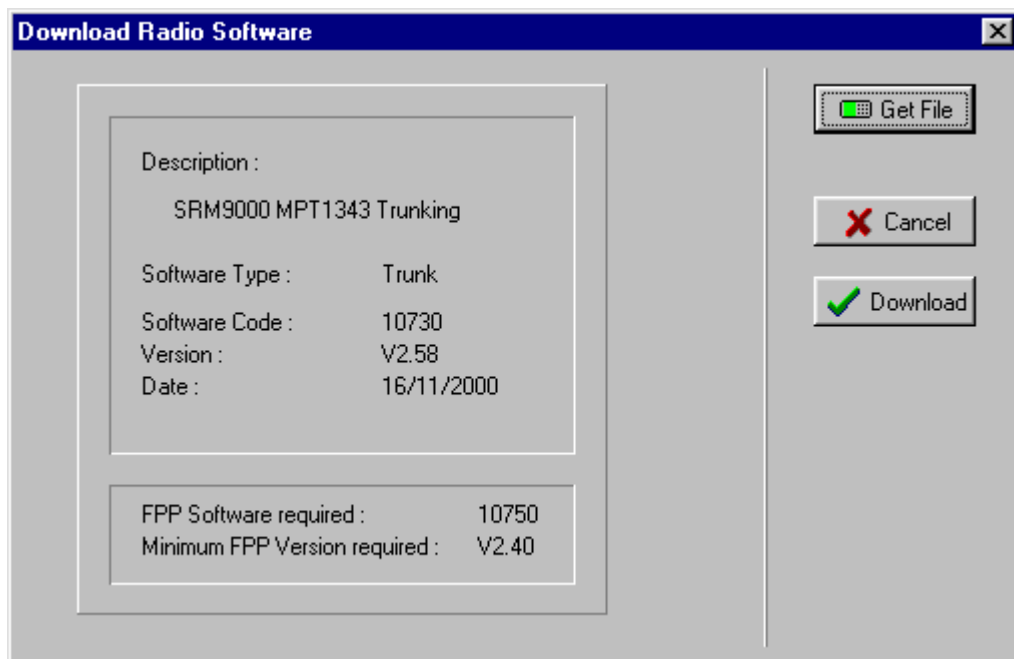 Download Radio Software
Get File
Description :
SRM9000 MPT1343 Trunking
Cancel
Software Type : Trunk
Download
Software Code : 10730
Version : V2.58
Date : 16/11/2000
FPP Software required : 10750
Minimum FPP Version required : V2.40